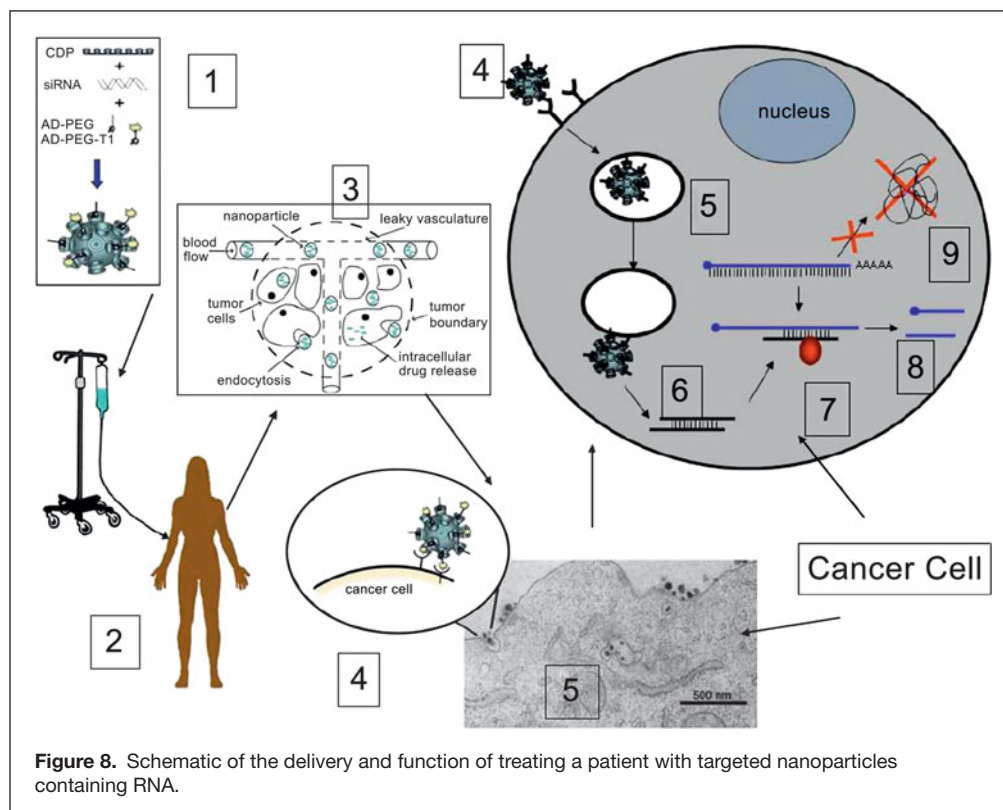 CDP
+
siRNA
+
AD-PEG
AD-PEG-T1
1
2
3
nanoparticle
leaky vasculature
blood
flow
tumor
cells
tumor
boundary
endocytosis
intracellular
drug release
4
cancer cell
4
5
500 nm
Cancer Cell
nucleus
5
6
7
8
9
AAAAA
Figure 8. Schematic of the delivery and function of treating a patient with targeted nanoparticles
containing RNA.